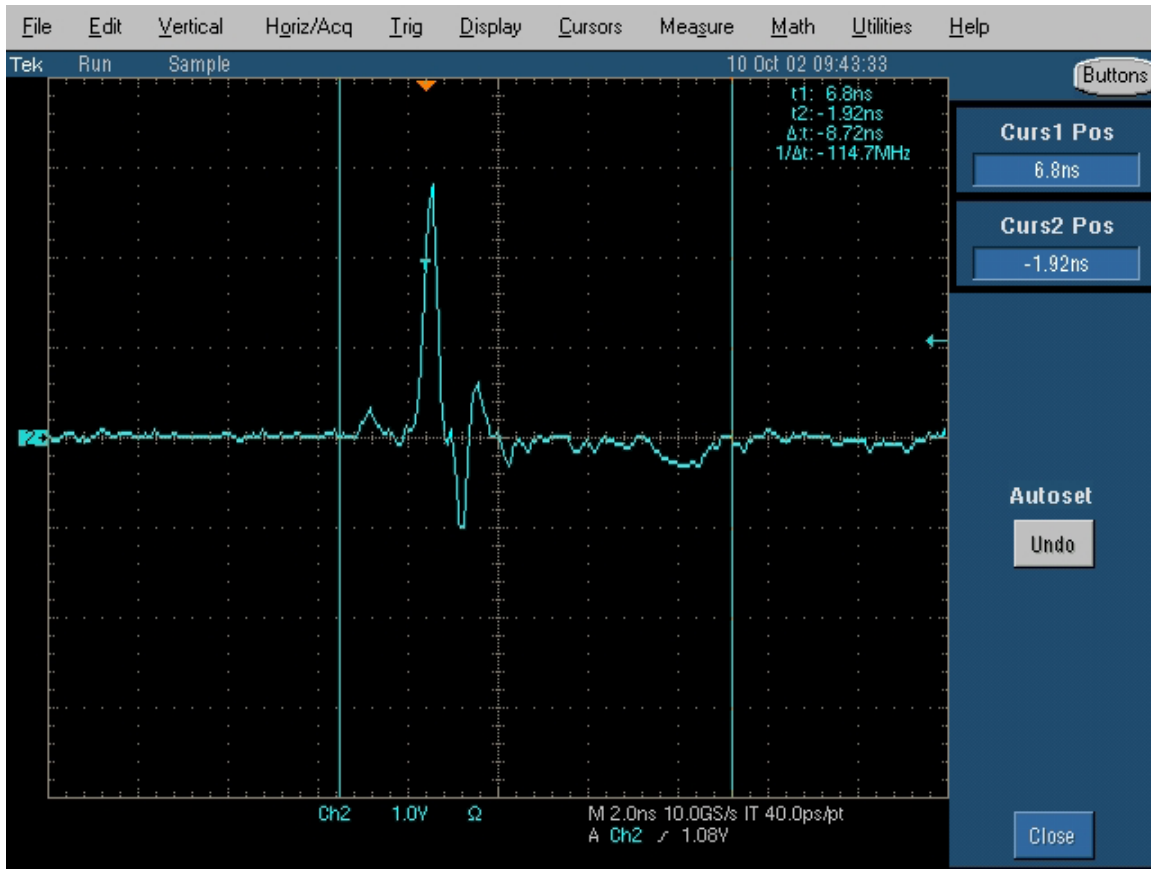 File Edit Vertical Horiz/Acq Trig Display Cursors Measure Math Utilities Help
Tek Run Sample 10 Oct 02 09:43:33
Buttons
t1: 6.8ns
t2:-1.92ns
Δt:-8.72ns
1/Δt:-114.7MHz
Curs1 Pos
6.8ns
Curs2 Pos
-1.92ns
T
2
Autoset
Undo
Ch2 1.0V Ω M 2.0ns 10.0GS/s IT 40.0ps/pt
A Ch2 ∕ 1.08V
Close